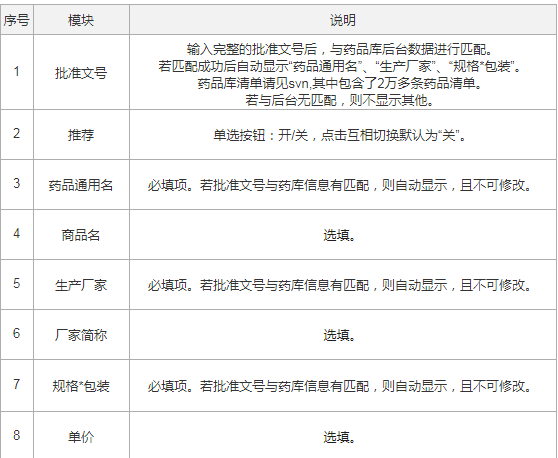 序号 模块 说明
1 批准文号 输入完整的批准文号后，与药品库后台数据进行匹配。
若匹配成功后自动显示“药品通用名”、“生产厂家”、“规格*包装”。
药品库清单请见svn,其中包含了2万多条药品清单。
若与后台无匹配，则不显示其他。
2 推荐 单选按钮：开/关，点击互相切换默认为“关”。
3 药品通用名 必填项。若批准文号与药库信息有匹配，则自动显示，且不可修改。
4 商品名 选填。
5 生产厂家 必填项。若批准文号与药库信息有匹配，则自动显示，且不可修改。
6 厂家简称 选填。
7 规格*包装 必填项。若批准文号与药库信息有匹配，则自动显示，且不可修改。
8 单价 选填。